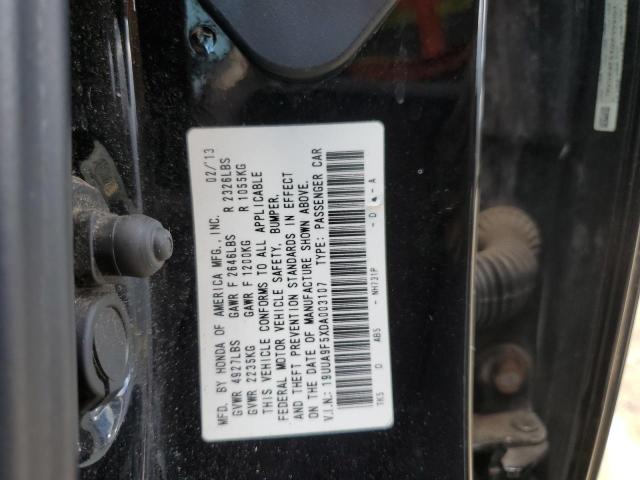 MFD. BY HONDA OF AMERICA MFG., INC. 02/13
GVWR 4927LBS GAWR F 2646LBS R 2326LBS
GVWR 2235KG GAWR F 1200KG R 1055KG
THIS VEHICLE CONFORMS TO ALL APPLICABLE
FEDERAL MOTOR VEHICLE SAFETY, BUMPER,
AND THEFT PREVENTION STANDARDS IN EFFECT
ON THE DATE OF MANUFACTURE SHOWN ABOVE.
V.I.N.: 19UUA9F5XDA003107 TYPE: PASSENGER CAR
TK5 D AB5 - NH731P - D - A